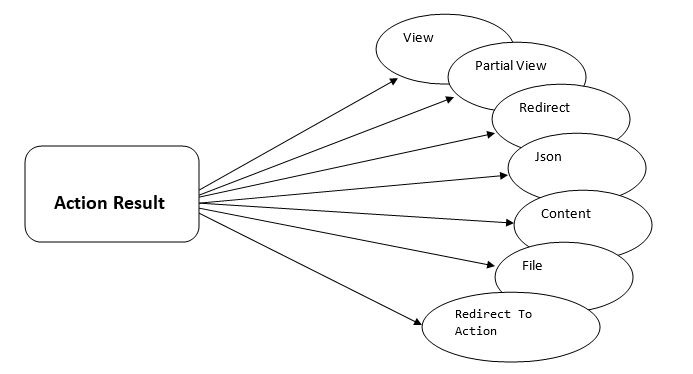 View
Partial View
Redirect
Json
Action Result
Content
File
Redirect To
Action